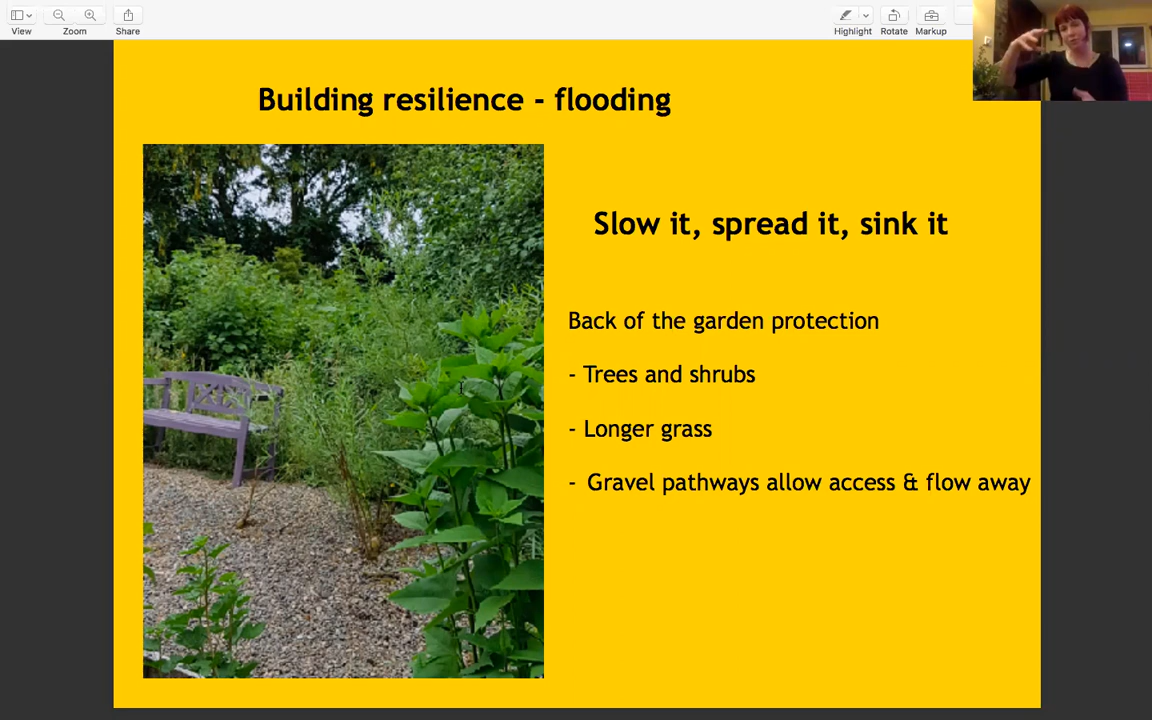 View
Zoom
Share
Highlight
Rotate
Markup
Building resilience - flooding
Slow it, spread it, sink it
Back of the garden protection
- Trees and shrubs
- Longer grass
- Gravel pathways allow access & flow away